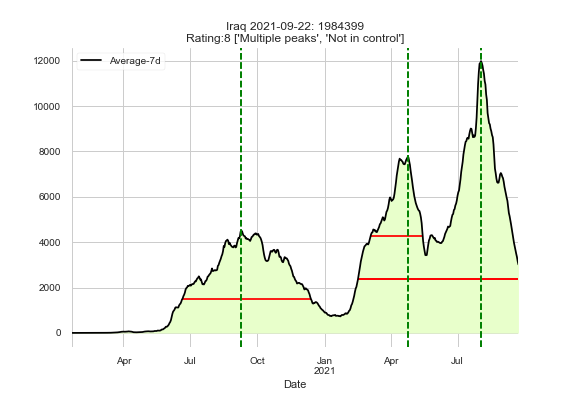 Iraq 2021-09-22: 1984399
Rating:8 ['Multiple peaks', 'Not in control']
Average-7d
12000
10000
8000
6000
4000
2000
0
Apr
Jul
Oct
Jan
2021
Apr
Jul
Date